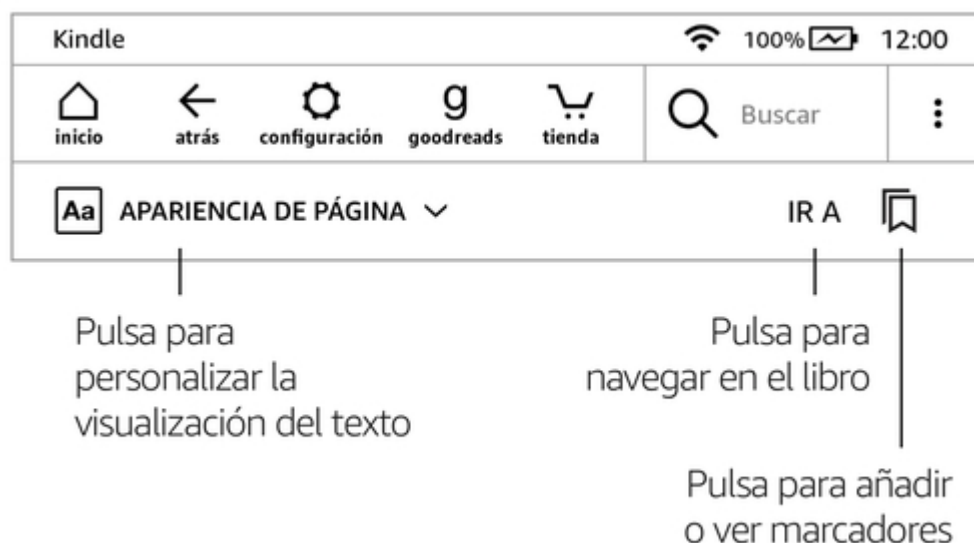 Kindle 100% 12:00
inicio atrás configuración g goodreads tienda Buscar
Aa APARIENCIA DE PÁGINA IR A
Pulsa para
personalizar la
visualización del texto
Pulsa para
navegar en el libro
Pulsa para añadir
o ver marcadores